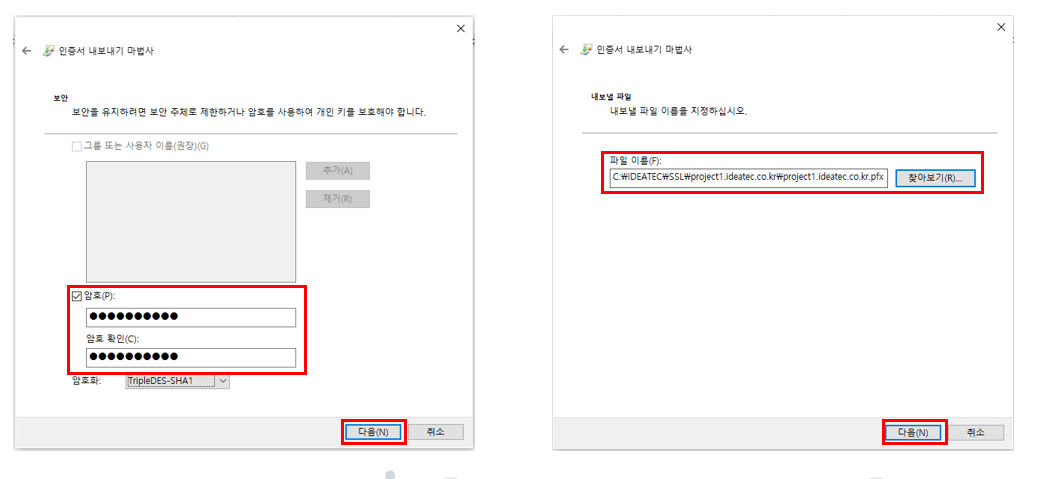 인증서 내보내기 마법사
보안
보안을 유지하려면 보안 주체로 제한하거나 암호를 사용하여 개인 키를 보호해야 합니다.
그룹 또는 사용자 이름(권장)(G)
추가(A)
제거(R)
암호(P):
●●●●●●●●●●
암호 확인(C):
●●●●●●●●●●
암호화: TripleDES-SHA1
다음(N) 취소
인증서 내보내기 마법사
내보낼 파일
내보낼 파일 이름을 지정하십시오.
파일 이름(F):
C:₩IDEATEC₩SSL₩project1.ideatec.co.kr₩project1.ideatec.co.kr.pfx 찾아보기(R)...
다음(N) 취소